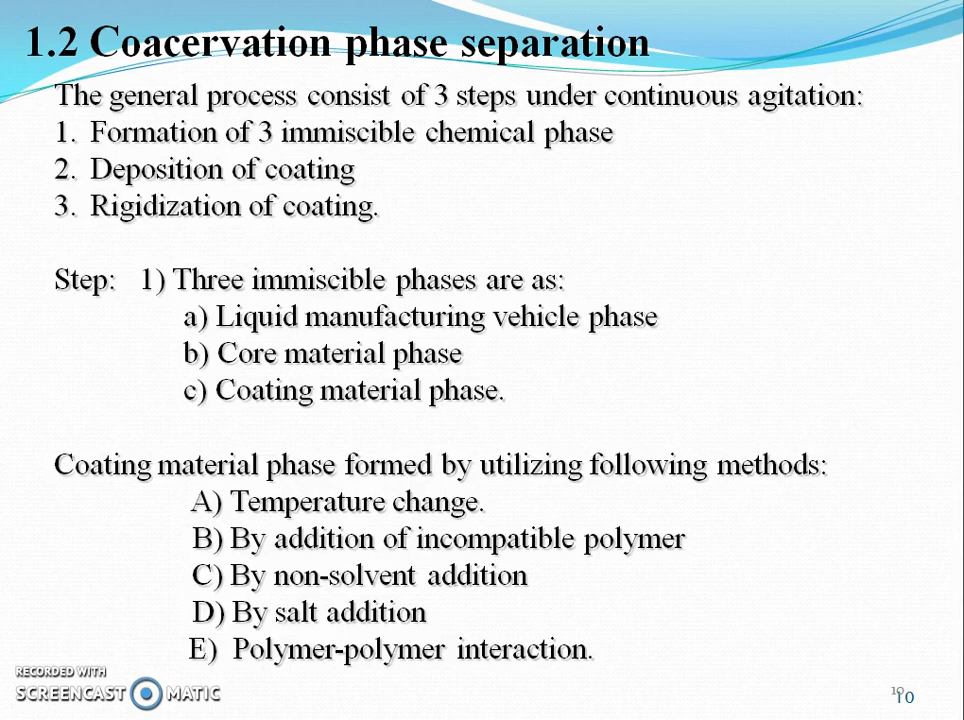 1.2 Coacervation phase separation
The general process consist of 3 steps under continuous agitation:
1. Formation of 3 immiscible chemical phase
2. Deposition of coating
3. Rigidization of coating.
Step: 1) Three immiscible phases are as:
a) Liquid manufacturing vehicle phase
b) Core material phase
c) Coating material phase.
Coating material phase formed by utilizing following methods:
A) Temperature change.
B) By addition of incompatible polymer
C) By non-solvent addition
D) By salt addition
E) Polymer-polymer interaction.
RECORDED WITH
SCREENCAST MATIC
10
10